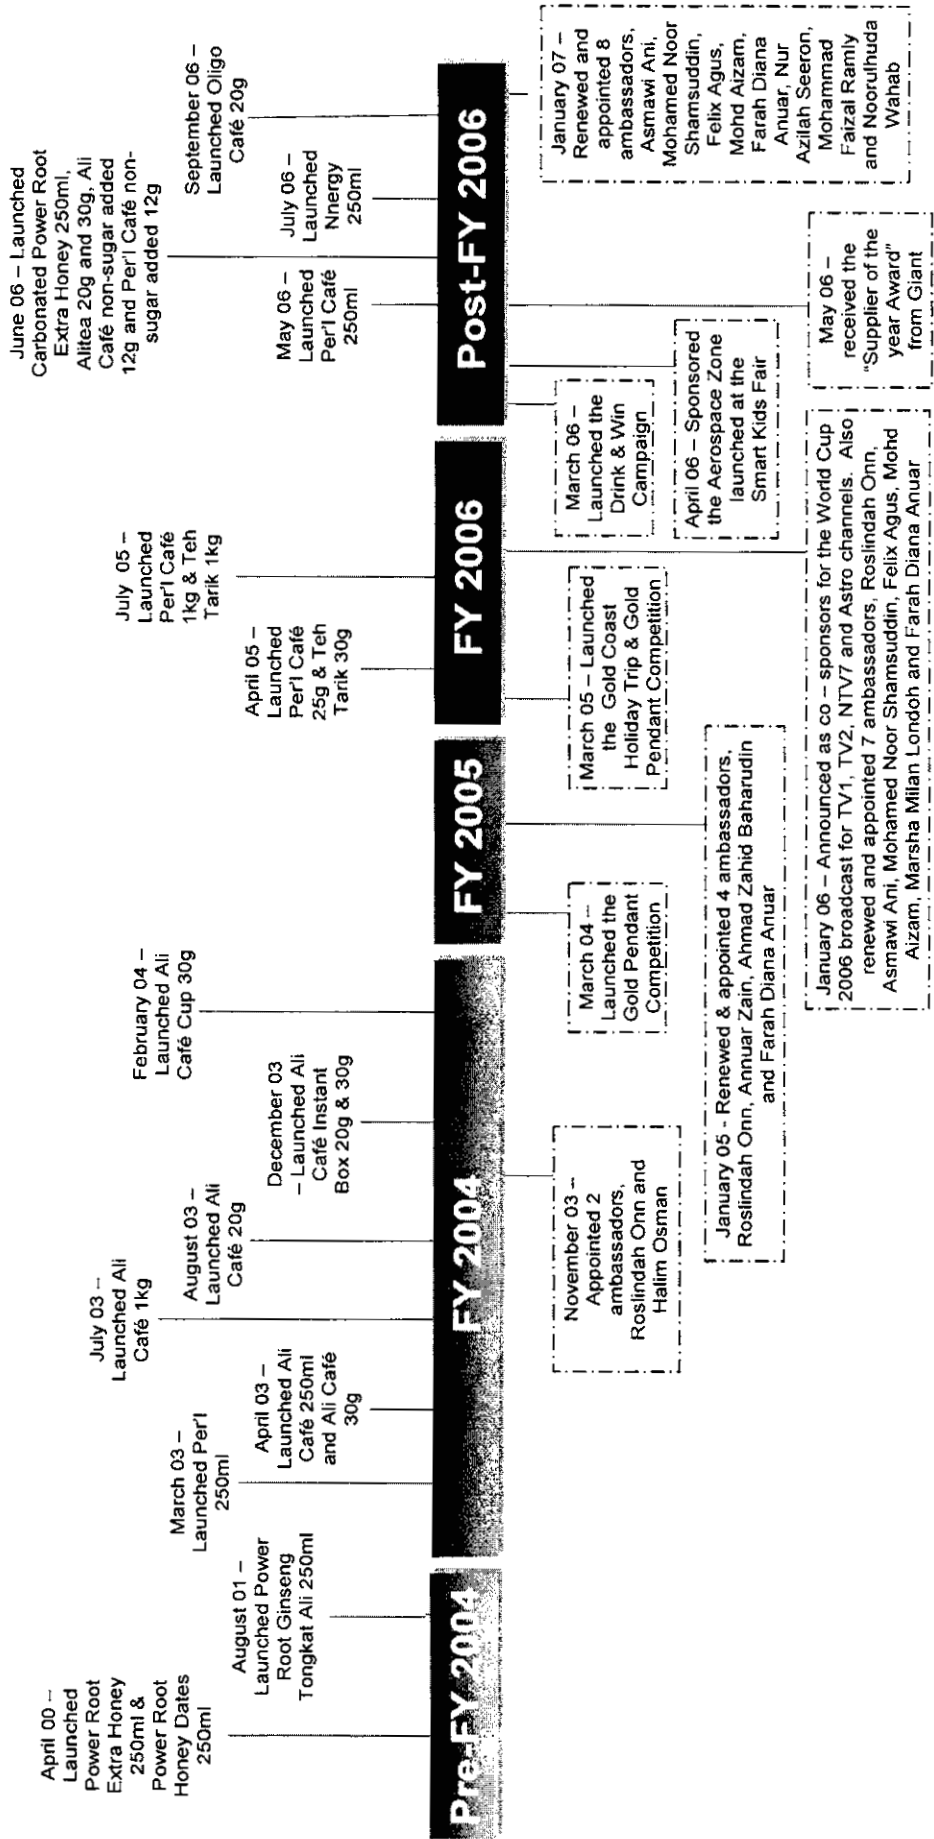 April 00 –
Launched
Power Root
Extra Honey
250ml &
Power Root
Honey Dates
250ml
August 01 –
Launched Power
Root Ginseng
Tongkat Ali 250ml
March 03 –
Launched Per'l
250ml
April 03 –
Launched Ali
Café 250ml
and Ali Café
30g
July 03 –
Launched Ali
Café 1kg
August 03 –
Launched Ali
Café 20g
December 03
– Launched Ali
Café Instant
Box 20g & 30g
February 04 –
Launched Ali
Café Cup 30g
April 05 –
Launched
Per'l Café
25g & Teh
Tarik 30g
July 05 –
Launched
Per'l Café
1kg & Teh
Tarik 1kg
May 06 –
Launched
Per'l Café
250ml
June 06 – Launched
Carbonated Power Root
Extra Honey 250ml,
Alitea 20g and 30g, Ali
Café non-sugar added
12g and Per'l Café non-
sugar added 12g
July 06 –
Launched
Nnergy
250ml
September 06 –
Launched Oligo
Café 20g
Pre-FY 2004
FY 2004
FY 2005
FY 2006
Post-FY 2006
November 03 –
Appointed 2
ambassadors,
Roslindah Onn and
Halim Osman
March 04 –
Launched the
Gold Pendant
Competition
January 05 - Renewed & appointed 4 ambassadors,
Roslindah Onn, Annuar Zain, Ahmad Zahid Baharudin
and Farah Diana Anuar
March 05 – Launched
the Gold Coast
Holiday Trip & Gold
Pendant Competition
January 06 – Announced as co – sponsors for the World Cup
2006 broadcast for TV1, TV2, NTV7 and Astro channels. Also
renewed and appointed 7 ambassadors, Roslindah Onn,
Asmawi Ani, Mohamed Noor Shamsuddin, Felix Agus, Mohd
Aizam, Marsha Milan Londoh and Farah Diana Anuar
March 06 –
Launched the
Drink & Win
Campaign
April 06 – Sponsored
the Aerospace Zone
launched at the
Smart Kids Fair
May 06 –
received the
"Supplier of the
year Award"
from Giant
January 07 –
Renewed and
appointed 8
ambassadors,
Asmawi Ani,
Mohamed Noor
Shamsuddin,
Felix Agus,
Mohd Aizam,
Farah Diana
Anuar, Nur
Azilah Seeron,
Mohammad
Faizal Ramly
and Noorulhuda
Wahab